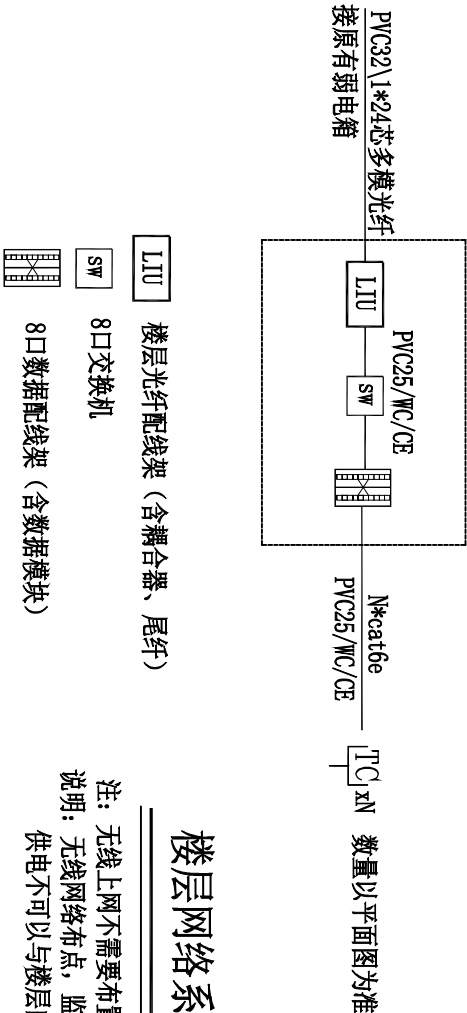 PVC32\1*24芯多模光纤
接原有弱电箱
LIU
PVC25/WC/CE
SW
N*cat6e
PVC25/WC/CE
TC xN
数量以平面图为准
LIU 楼层光纤配线架（含耦合器、尾纤）
SW 8口交换机
8口数据配线架（含数据模块）
楼层网络系
注：无线上网不需要布置
说明：无线网络布点，监
供电不可以与楼层